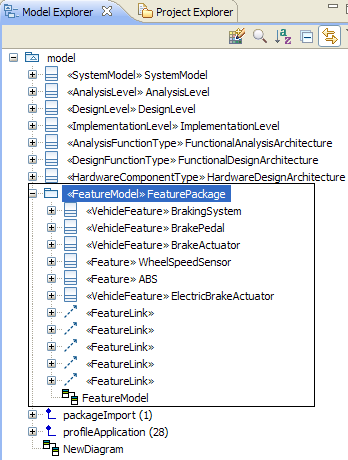 Model Explorer
Project Explorer
model
«SystemModel» SystemModel
«AnalysisLevel» AnalysisLevel
«DesignLevel» DesignLevel
«ImplementationLevel» ImplementationLevel
«AnalysisFunctionType» FunctionalAnalysisArchitecture
«DesignFunctionType» FunctionalDesignArchitecture
«HardwareComponentType» HardwareDesignArchitecture
«FeatureModel» FeaturePackage
«VehicleFeature» BrakingSystem
«VehicleFeature» BrakePedal
«VehicleFeature» BrakeActuator
«Feature» WheelSpeedSensor
«Feature» ABS
«VehicleFeature» ElectricBrakeActuator
«FeatureLink»
«FeatureLink»
«FeatureLink»
«FeatureLink»
«FeatureLink»
FeatureModel
packageImport (1)
profileApplication (28)
NewDiagram